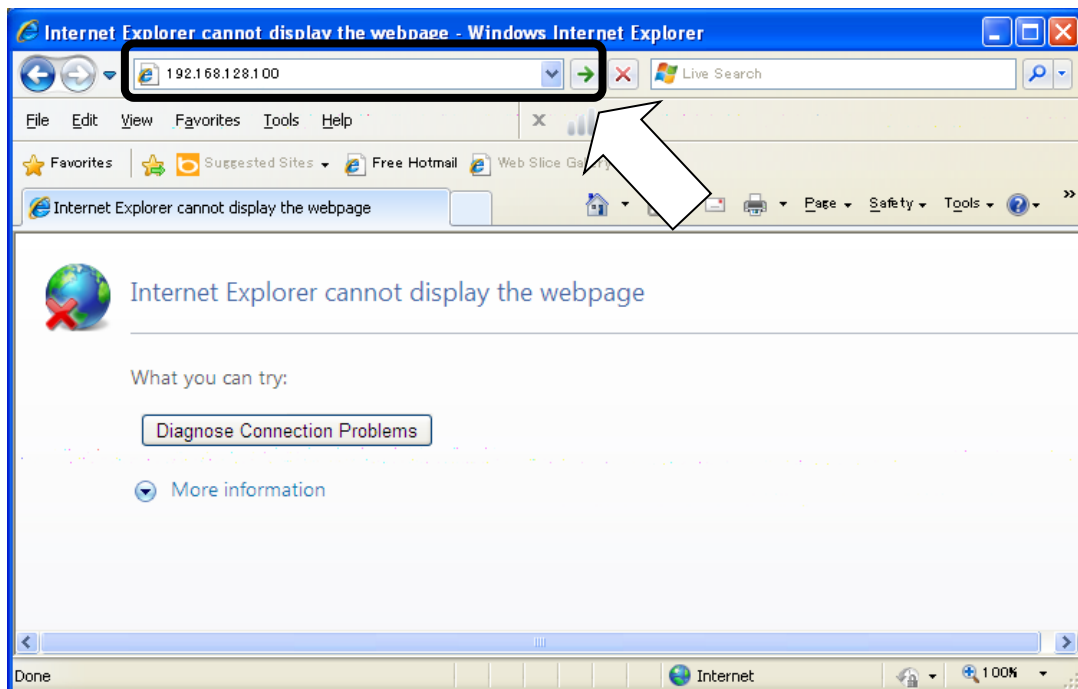 Internet Explorer cannot display the webpage - Windows Internet Explorer
192.168.128.100
Live Search
File Edit View Favorites Tools Help
x
Favorites Suggested Sites Free Hotmail Web Slice Gallery
Internet Explorer cannot display the webpage
Page Safety Tools »
Internet Explorer cannot display the webpage
What you can try:
Diagnose Connection Problems
More information
Done Internet 100%